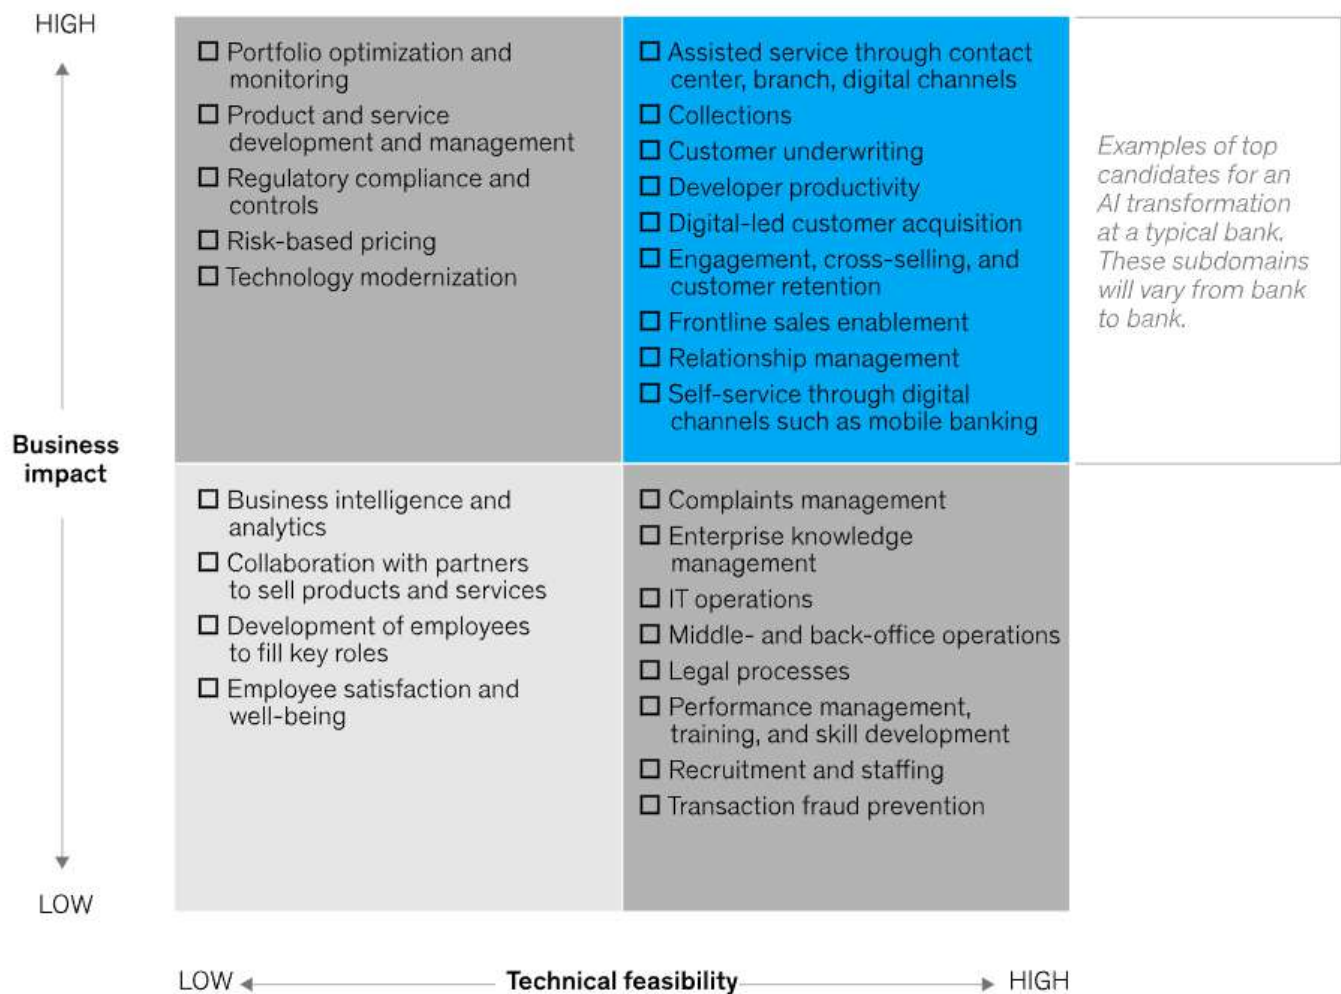 HIGH
☐ Portfolio optimization and
monitoring
☐ Product and service
development and management
☐ Regulatory compliance and
controls
☐ Risk-based pricing
☐ Technology modernization
☐ Assisted service through contact
center, branch, digital channels
☐ Collections
☐ Customer underwriting
☐ Developer productivity
☐ Digital-led customer acquisition
☐ Engagement, cross-selling, and
customer retention
☐ Frontline sales enablement
☐ Relationship management
☐ Self-service through digital
channels such as mobile banking
Examples of top
candidates for an
AI transformation
at a typical bank.
These subdomains
will vary from bank
to bank.
Business
impact
☐ Business intelligence and
analytics
☐ Collaboration with partners
to sell products and services
☐ Development of employees
to fill key roles
☐ Employee satisfaction and
well-being
☐ Complaints management
☐ Enterprise knowledge
management
☐ IT operations
☐ Middle- and back-office operations
☐ Legal processes
☐ Performance management,
training, and skill development
☐ Recruitment and staffing
☐ Transaction fraud prevention
LOW
LOW Technical feasibility HIGH